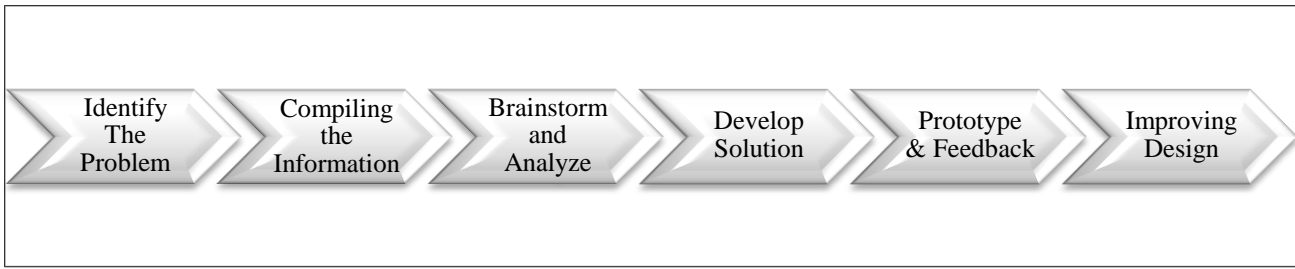 Identify
The
Problem
Compiling
the
Information
Brainstorm
and
Analyze
Develop
Solution
Prototype
& Feedback
Improving
Design